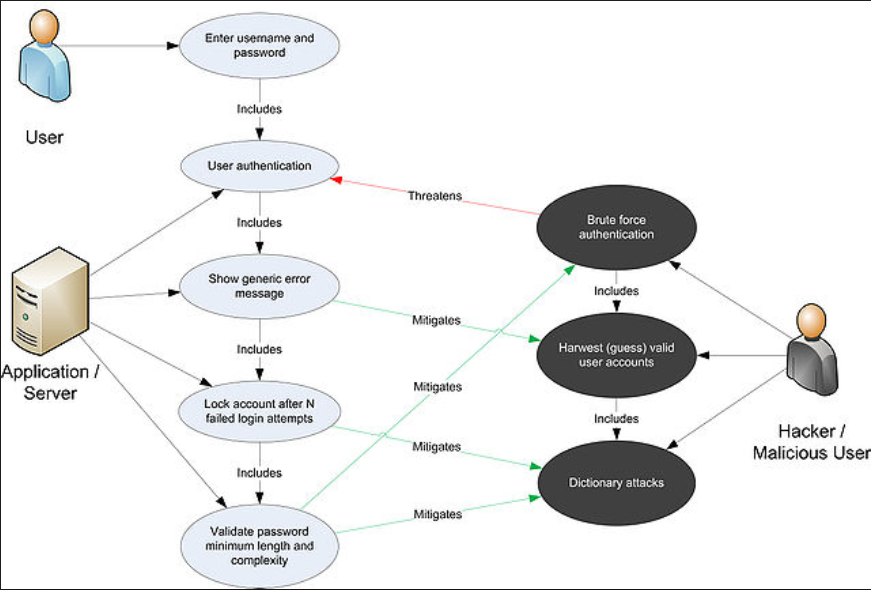 Enter username and
password
User
Includes
User authentication
Threatens
Includes
Brute force
authentication
Show generic error
message
Includes
Mitigates
Includes
Harwest (guess) valid
user accounts
Application /
Server
Mitigates
Lock account after N
failed login attempts
Includes
Hacker /
Malicious User
Mitigates
Includes
Dictionary attacks
Mitigates
Validate password
minimum length and
complexity